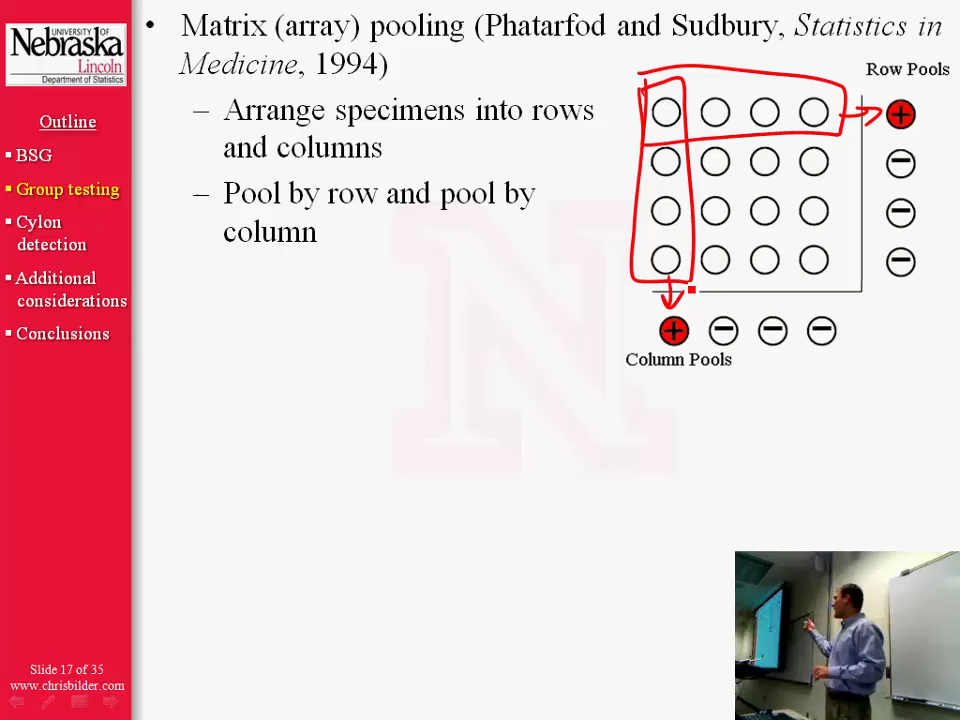 UNIVERSITY OF
Nebraska
Lincoln
Department of Statistics
Outline
▪ BSG
▪ Group testing
▪ Cylon
detection
▪ Additional
considerations
▪ Conclusions
Slide 17 of 35
www.chrisbilder.com
• Matrix (array) pooling (Phatarfod and Sudbury, Statistics in
Medicine, 1994)
– Arrange specimens into rows
and columns
– Pool by row and pool by
column
Row Pools
+
−
−
−
+ − − −
Column Pools
N